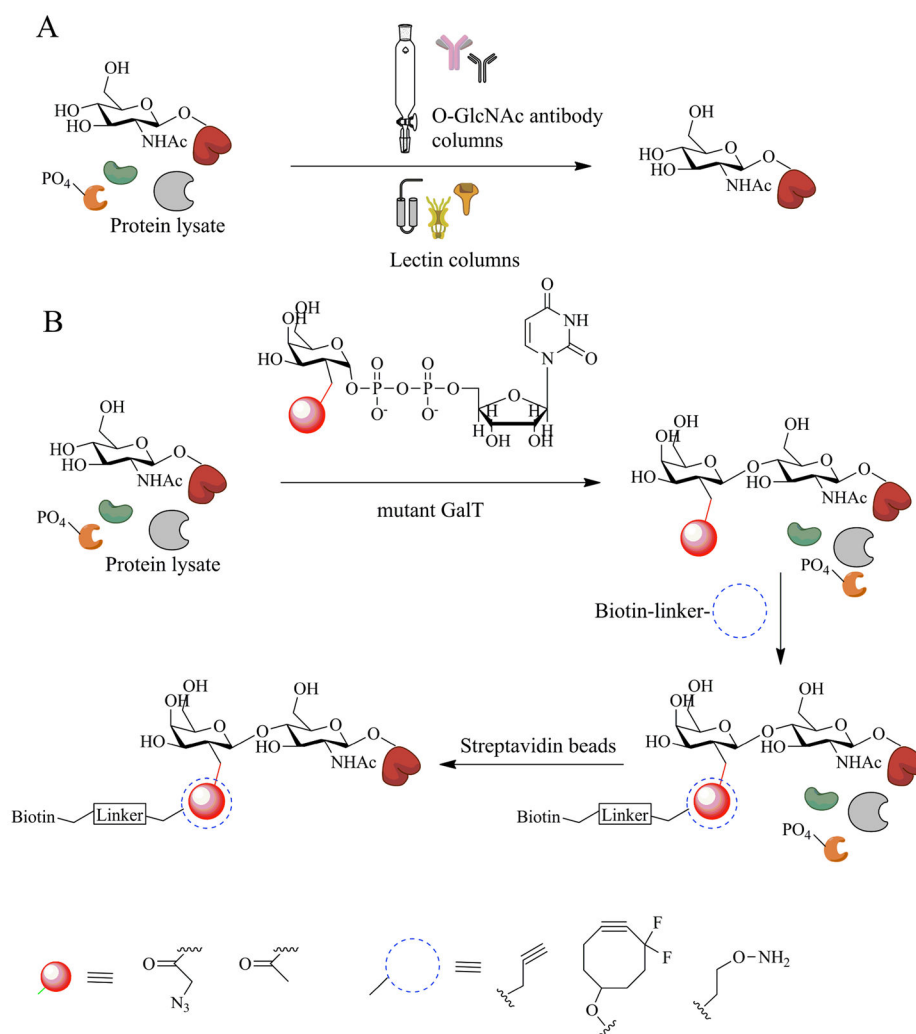 A
OH
HO
HO
O
O
NHAc
PO4
Protein lysate
O-GlcNAc antibody
columns
Lectin columns
OH
HO
HO
O
O
NHAc
B
OH
HO
HO
O
O
NHAc
PO4
Protein lysate
OH
OH
HO
O
O
O
P
O-
O
O
P
O-
O
O
H
H
H
H
OH
OH
N
O
NH
O
mutant GalT
OH
OH
HO
O
O
OH
O
HO
NHAc
O
PO4
Biotin-linker-
OH
OH
HO
O
O
OH
O
HO
NHAc
O
Biotin
Linker
Streptavidin beads
OH
OH
HO
O
O
OH
O
HO
NHAc
O
Biotin
Linker
PO4
O
N3
O
F
F
O
O-NH2
O